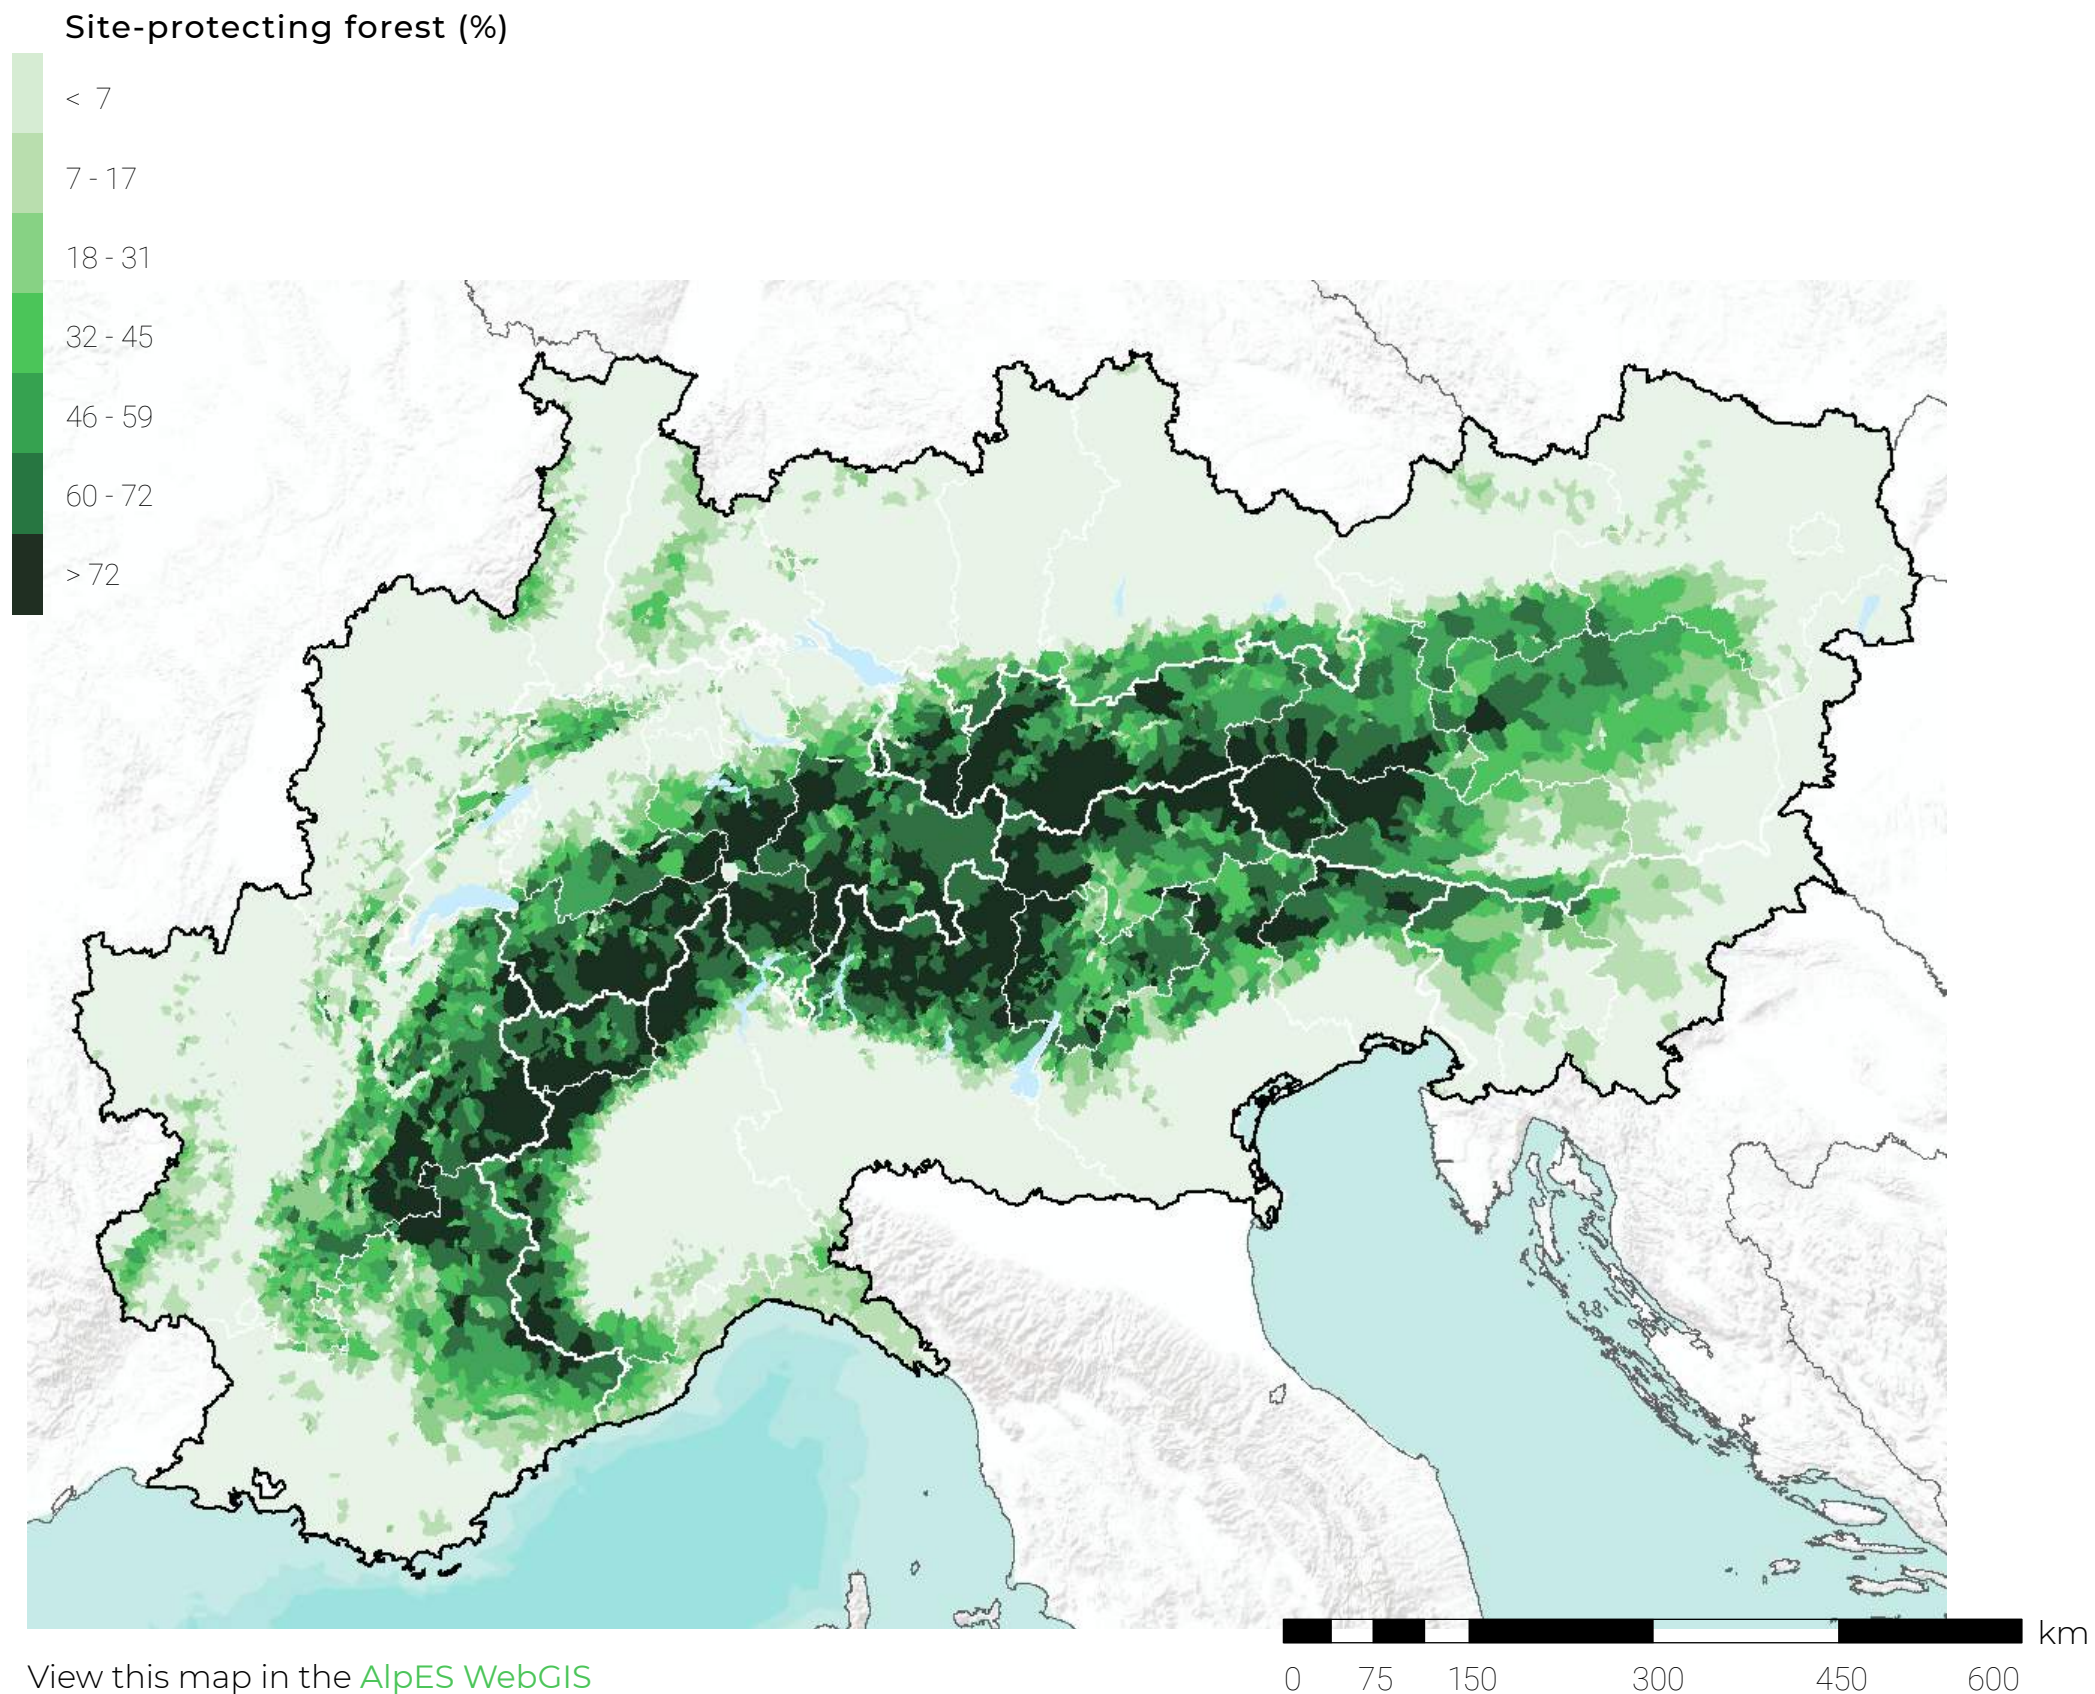 Site-protecting forest (%)
< 7
7 - 17
18 - 31
32 - 45
46 - 59
60 - 72
> 72
km
0 75 150 300 450 600
View this map in the AlpES WebGIS